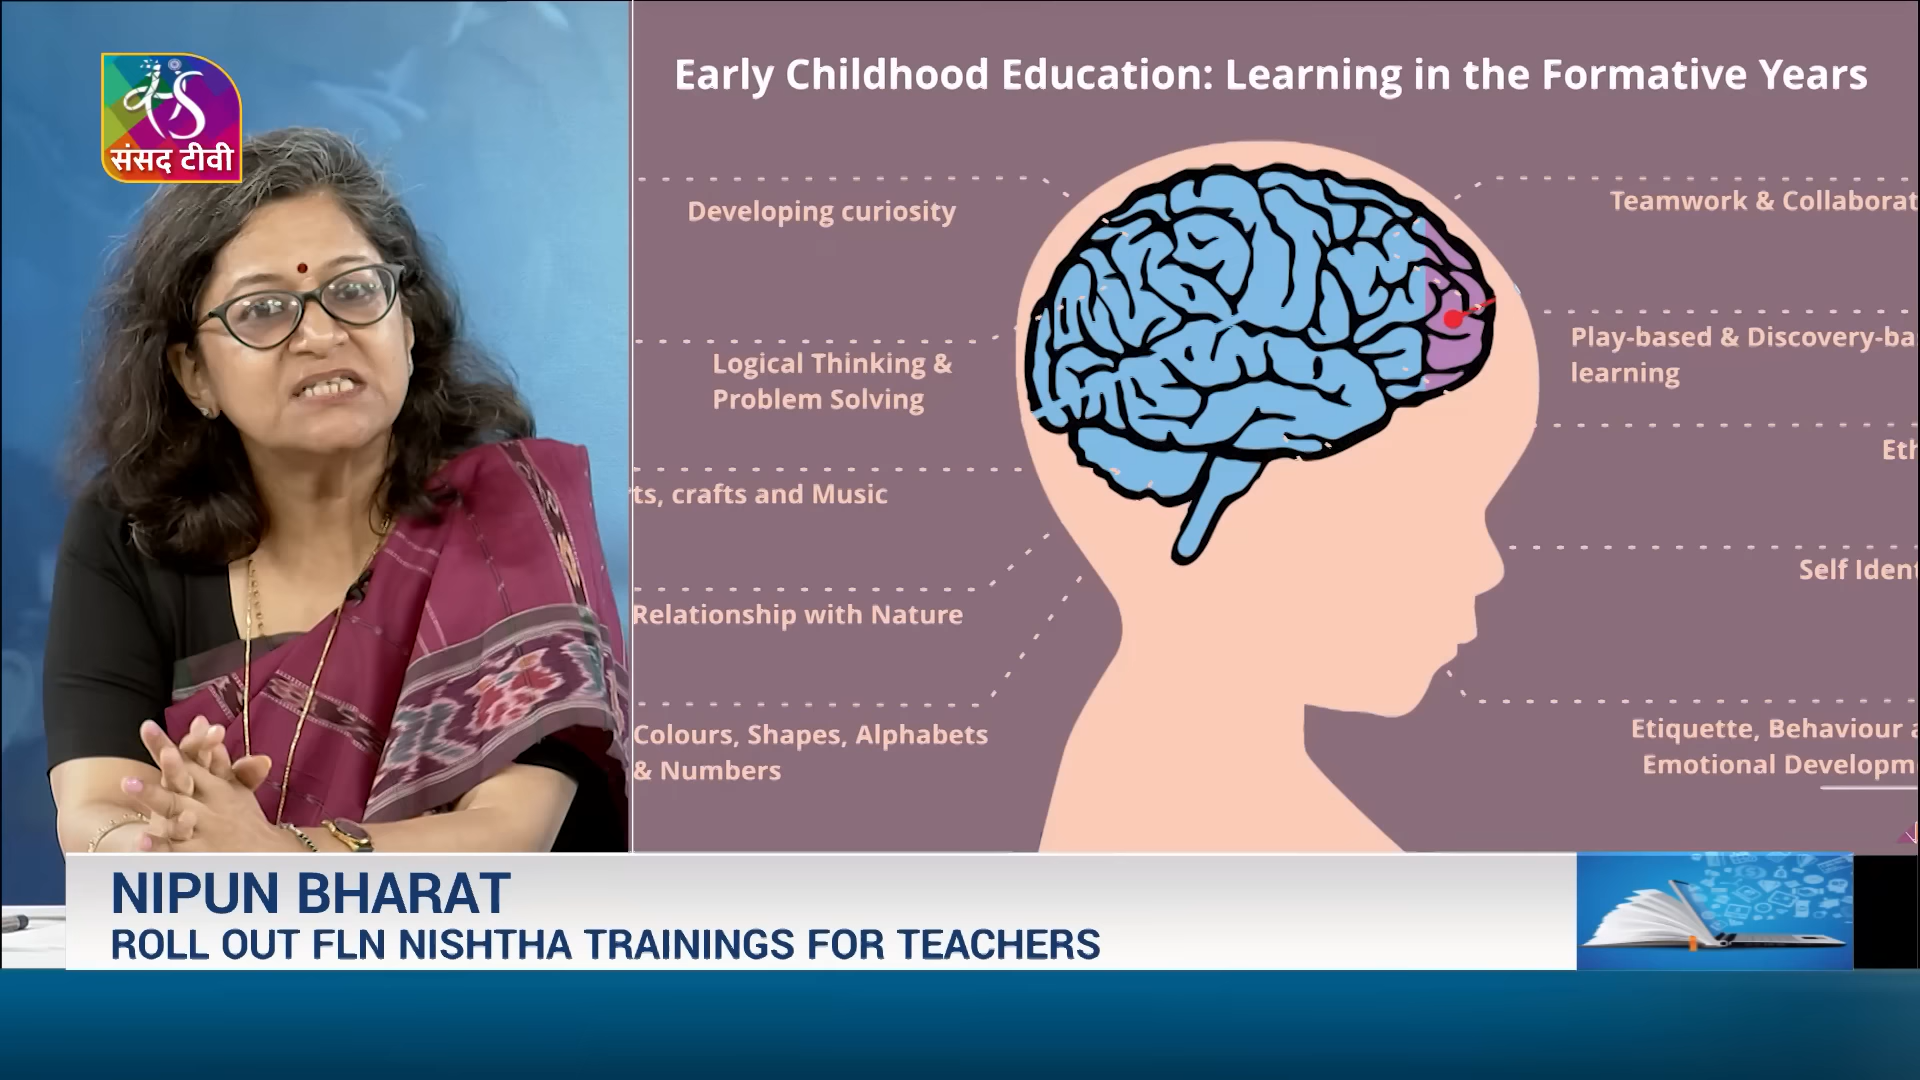 संसद टीवी
Early Childhood Education: Learning in the Formative Years
Developing curiosity
Logical Thinking &
Problem Solving
ts, crafts and Music
Relationship with Nature
Colours, Shapes, Alphabets
& Numbers
Teamwork & Collaborat
Play-based & Discovery-ba
learning
Eth
Self Ident
Etiquette, Behaviour a
Emotional Developm
NIPUN BHARAT
ROLL OUT FLN NISHTHA TRAININGS FOR TEACHERS